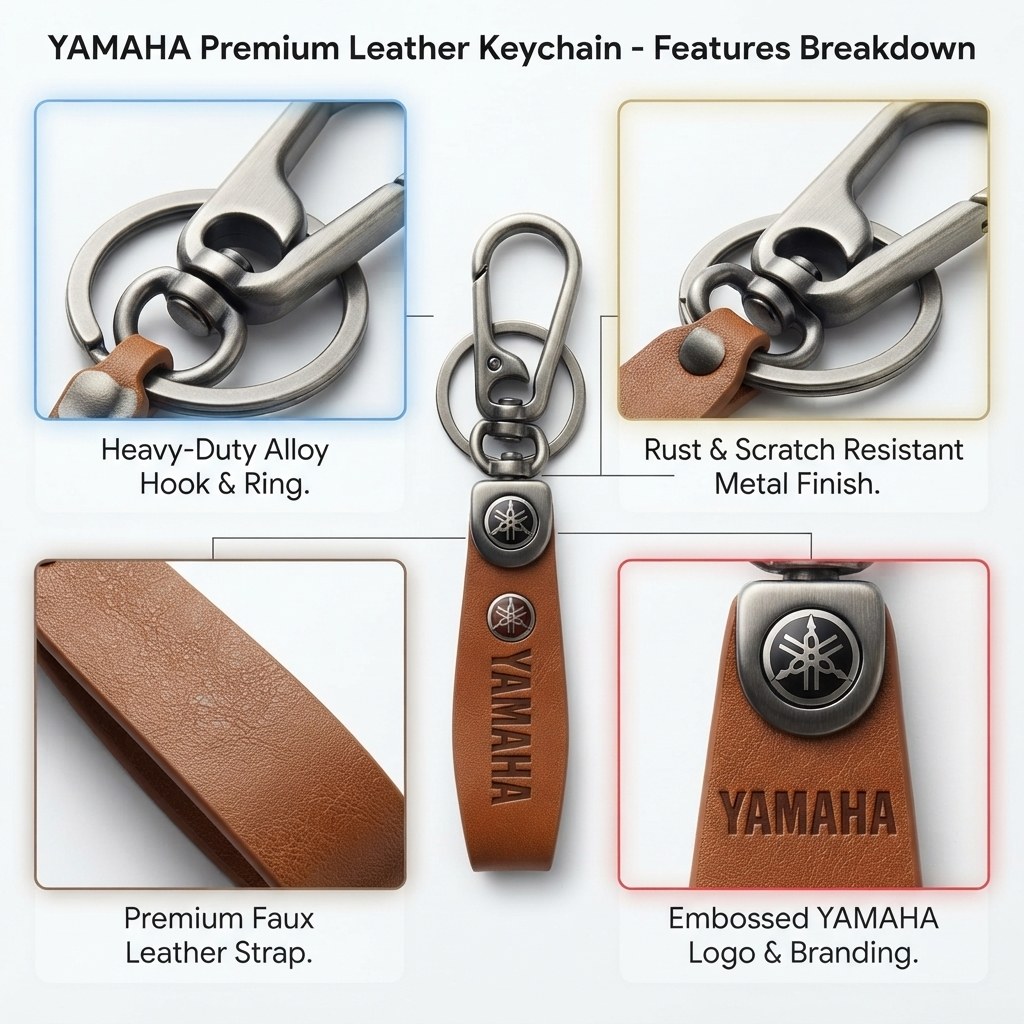 YAMAHA Premium Leather Keychain - Features Breakdown
Heavy-Duty Alloy
Hook & Ring.
Rust & Scratch Resistant
Metal Finish.
YAMAHA
YAMAHA
Premium Faux
Leather Strap.
Embossed YAMAHA
Logo & Branding.